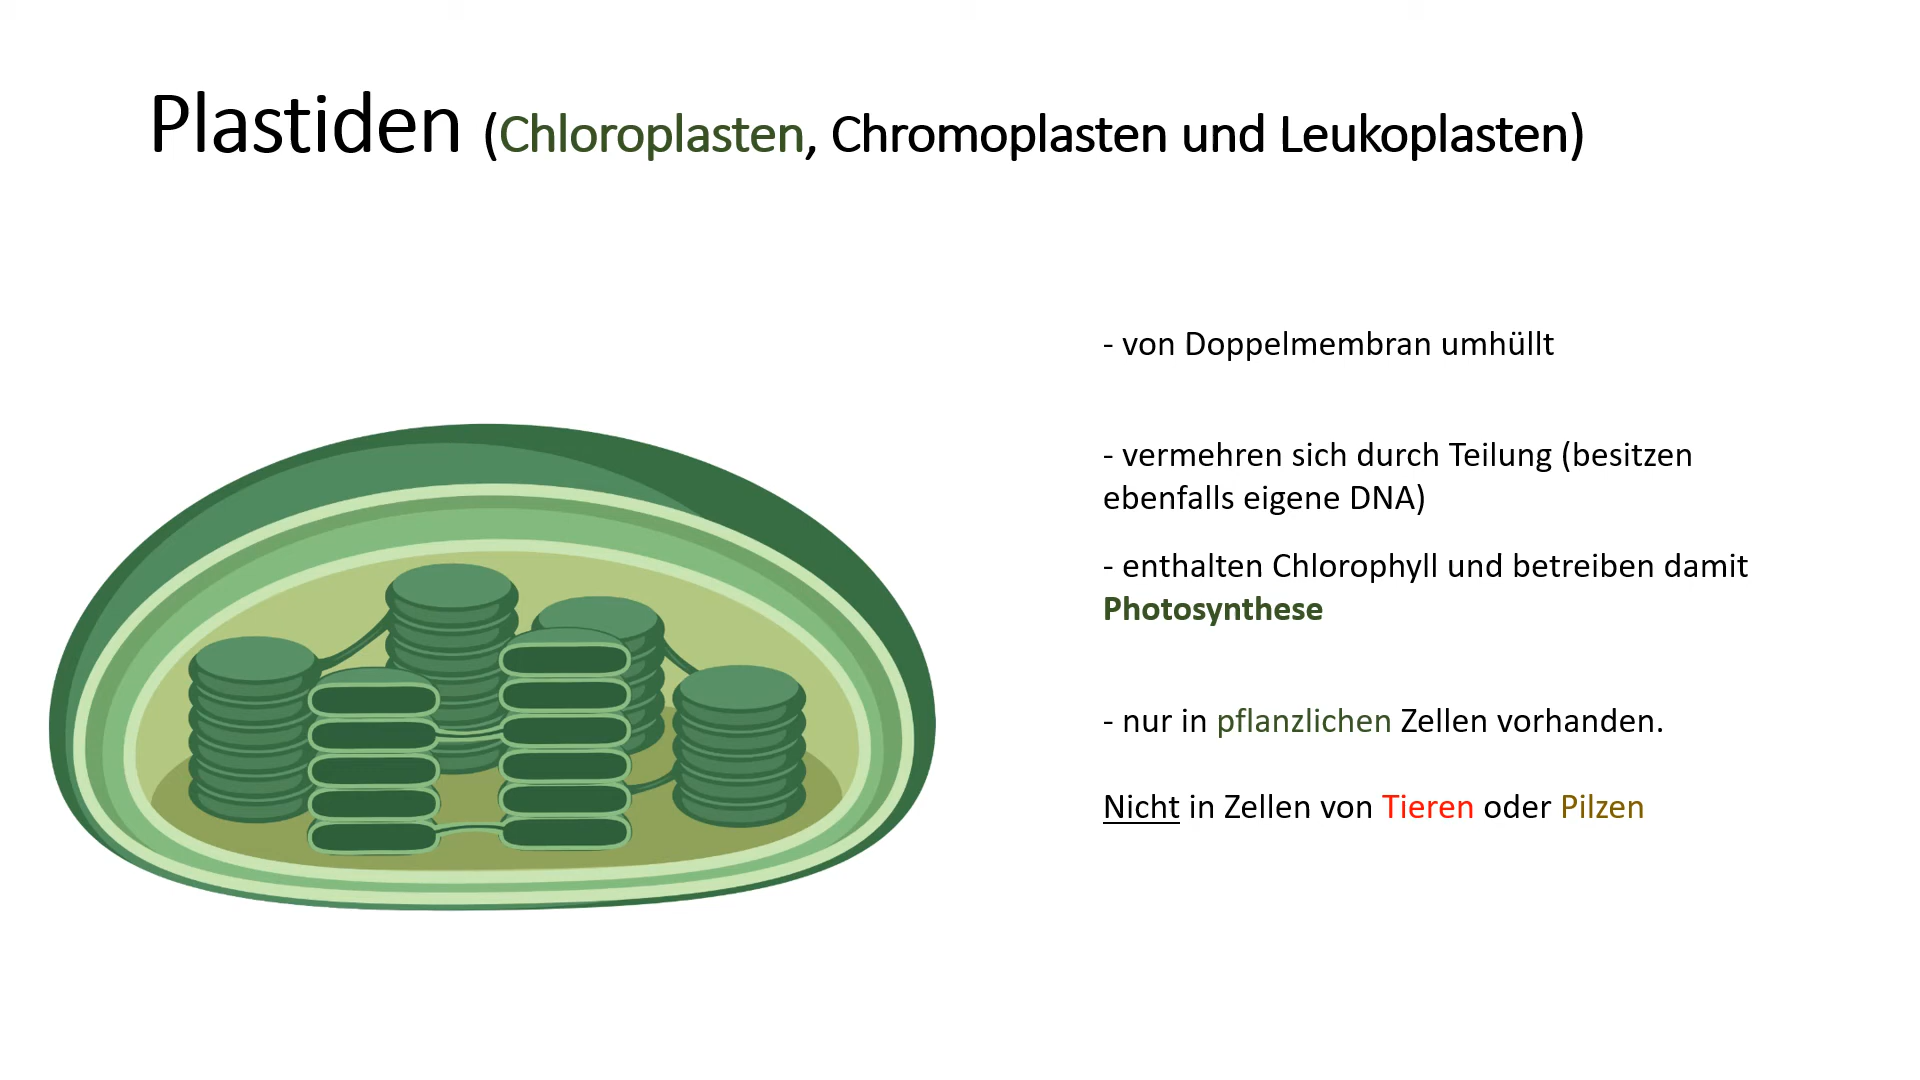 Plastiden (Chloroplasten, Chromoplasten und Leukoplasten)
- von Doppelmembran umhüllt
- vermehren sich durch Teilung (besitzen
ebenfalls eigene DNA)
- enthalten Chlorophyll und betreiben damit
Photosynthese
- nur in pflanzlichen Zellen vorhanden.
Nicht in Zellen von Tieren oder Pilzen